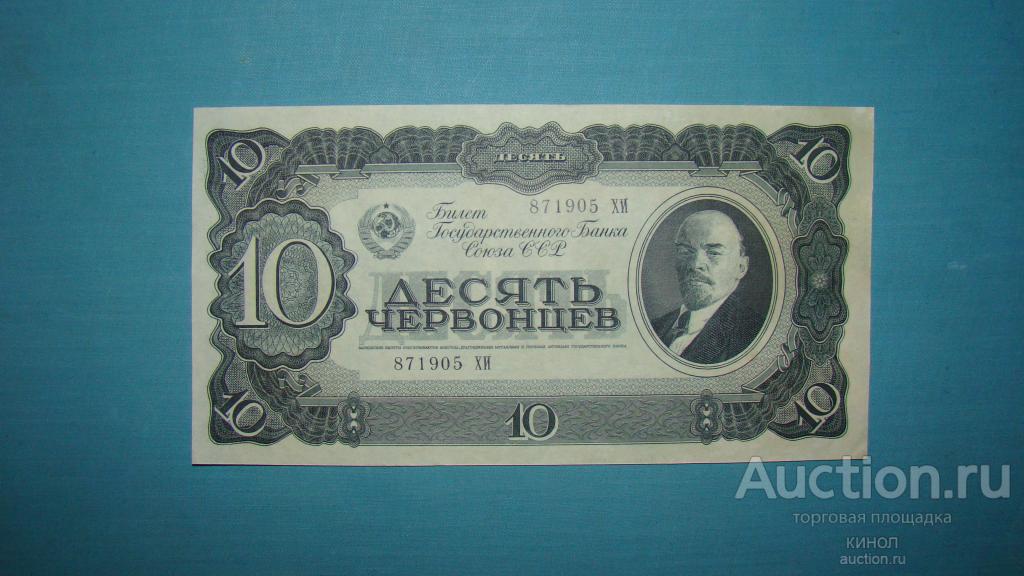 10
ДЕСЯТЬ
10
Билет
Государственного Банка
Союза ССР
871905 ХИ
10
ДЕСЯТЬ
ДЕСЯТЬ
ЧЕРВОНЦЕВ
871905 ХИ
10
10
10
Auction.ru
торговая площадка
КИНОЛ
auction.ru